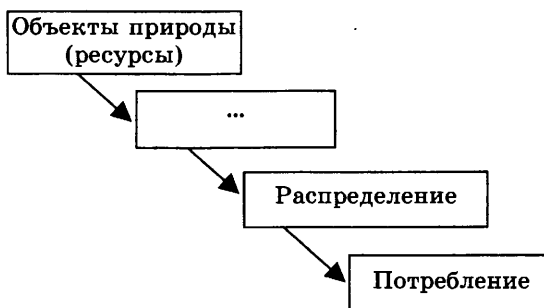 Объекты природы
(ресурсы)
...
Распределение
Потребление